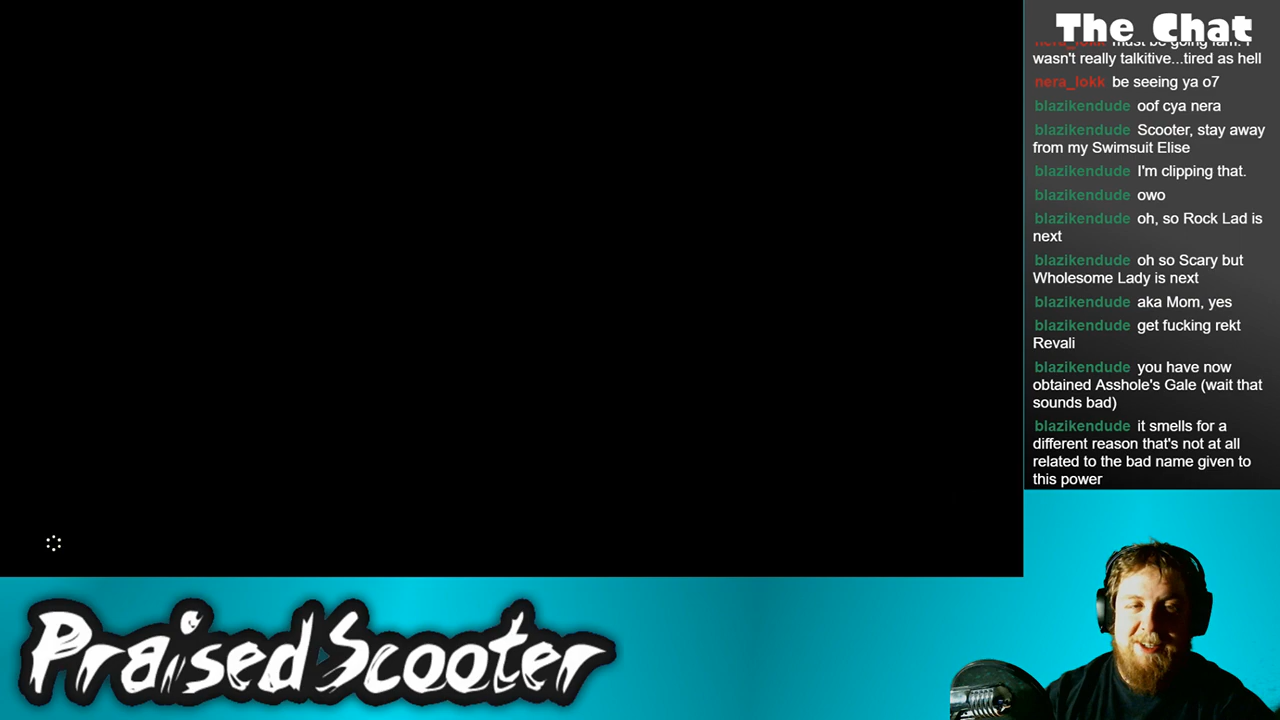 The Chat
nera_lokk must be going fam. I
wasn't really talkitive...tired as hell
nera_lokk be seeing ya o7
blazikendude oof cya nera
blazikendude Scooter, stay away
from my Swimsuit Elise
blazikendude I'm clipping that.
blazikendude owo
blazikendude oh, so Rock Lad is
next
blazikendude oh so Scary but
Wholesome Lady is next
blazikendude aka Mom, yes
blazikendude get fucking rekt
Revali
blazikendude you have now
obtained Asshole's Gale (wait that
sounds bad)
blazikendude it smells for a
different reason that's not at all
related to the bad name given to
this power
PraisedScooter